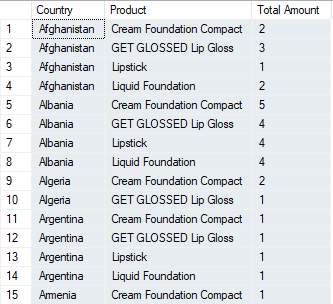 Country Product Total Amount
1 Afghanistan Cream Foundation Compact 2
2 Afghanistan GET GLOSSED Lip Gloss 3
3 Afghanistan Lipstick 1
4 Afghanistan Liquid Foundation 2
5 Albania Cream Foundation Compact 5
6 Albania GET GLOSSED Lip Gloss 4
7 Albania Lipstick 4
8 Albania Liquid Foundation 4
9 Algeria Cream Foundation Compact 2
10 Algeria GET GLOSSED Lip Gloss 1
11 Argentina Cream Foundation Compact 1
12 Argentina GET GLOSSED Lip Gloss 1
13 Argentina Lipstick 1
14 Argentina Liquid Foundation 1
15 Armenia Cream Foundation Compact 1